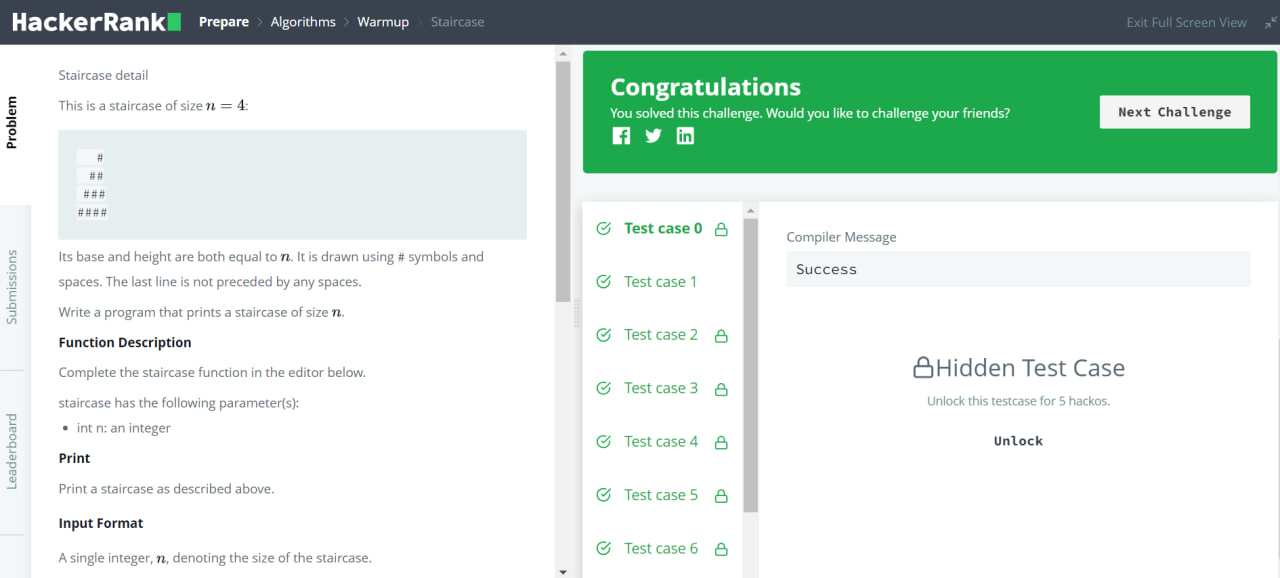 HackerRank Prepare > Algorithms > Warmup > Staircase Exit Full Screen View
Problem
Submissions
Leaderboard
Staircase detail
This is a staircase of size n = 4:
   #
  ##
 ###
####
Its base and height are both equal to n. It is drawn using # symbols and
spaces. The last line is not preceded by any spaces.
Write a program that prints a staircase of size n.
Function Description
Complete the staircase function in the editor below.
staircase has the following parameter(s):
• int n: an integer
Print
Print a staircase as described above.
Input Format
A single integer, n, denoting the size of the staircase.
Congratulations
You solved this challenge. Would you like to challenge your friends?
Next Challenge
Test case 0
Test case 1
Test case 2
Test case 3
Test case 4
Test case 5
Test case 6
Compiler Message
Success
Hidden Test Case
Unlock this testcase for 5 hackos.
Unlock